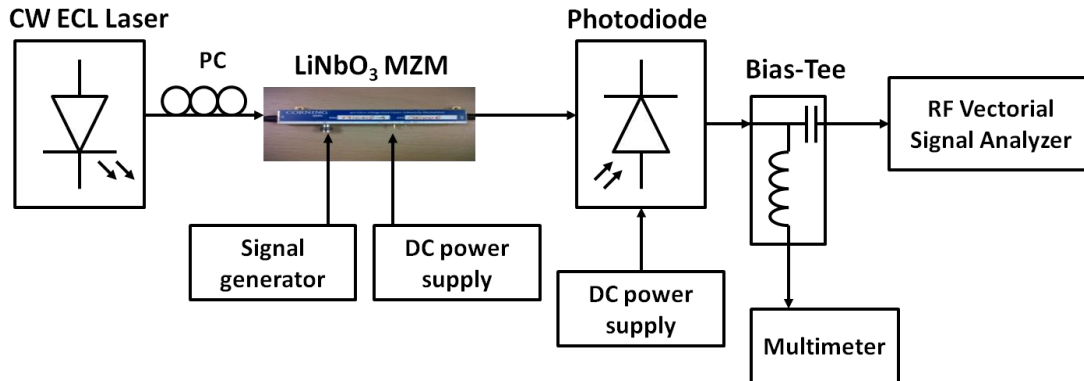 CW ECL Laser
PC
LiNbO3 MZM
CORNING
Photodiode
Bias-Tee
RF Vectorial
Signal Analyzer
Signal
generator
DC power
supply
DC power
supply
Multimeter